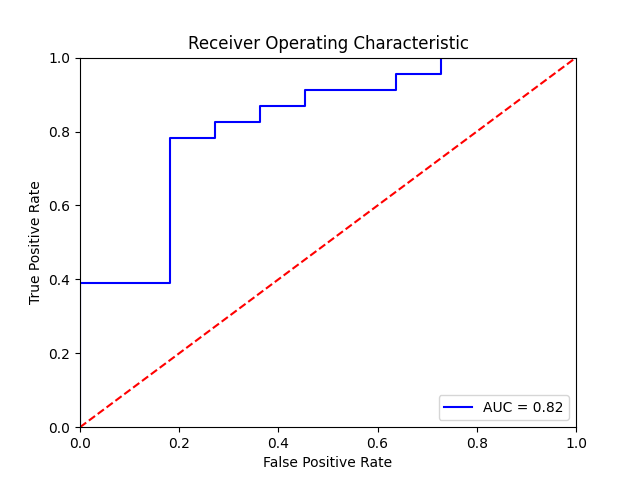 Receiver Operating Characteristic
True Positive Rate
1.0
0.8
0.6
0.4
0.2
0.0
AUC = 0.82
0.0 0.2 0.4 0.6 0.8 1.0
False Positive Rate